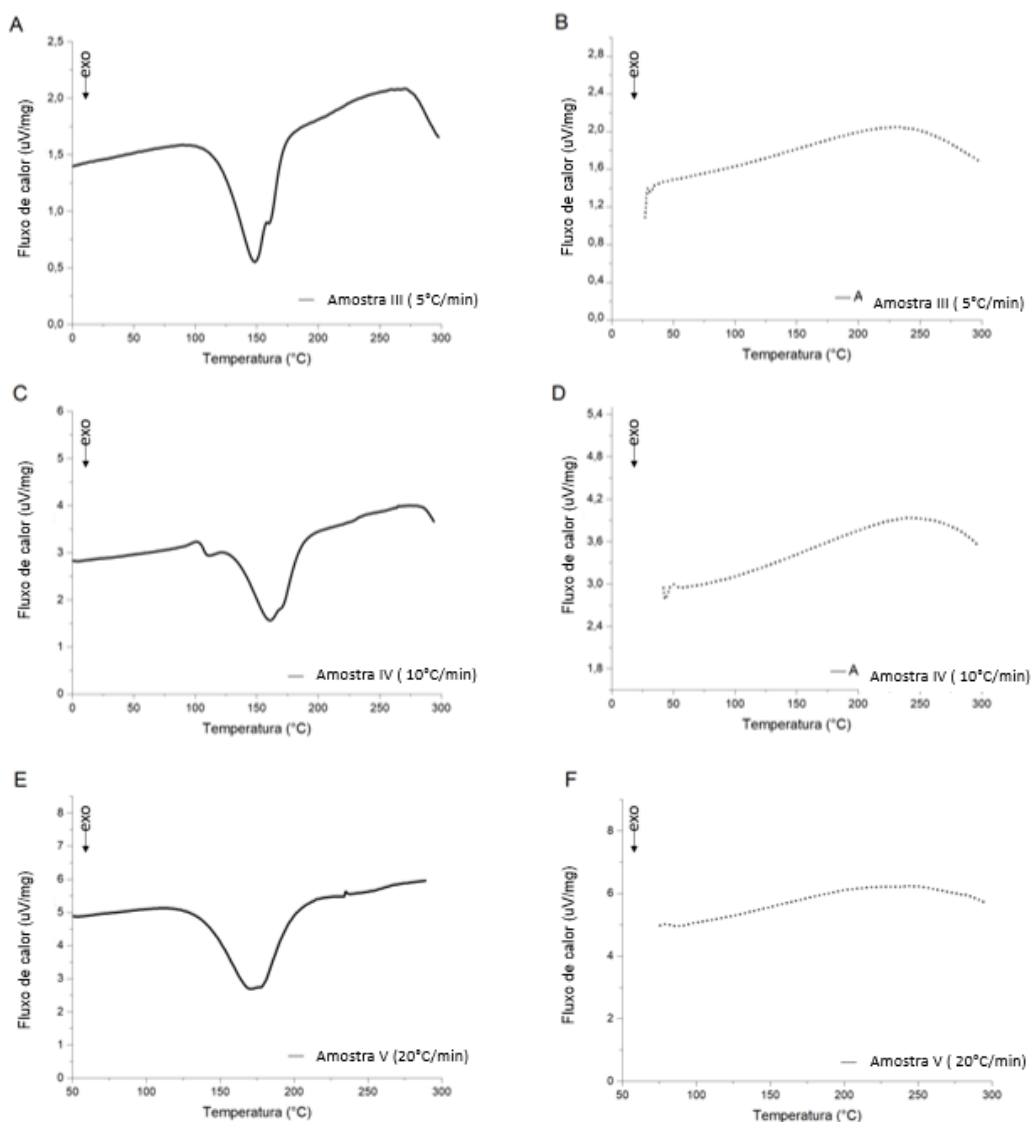 A
exo
Fluxo de calor (uV/mg)
2,5
2,0
1,5
1,0
0,5
0,0
Amostra III ( 5°C/min)
0 50 100 150 200 250 300
Temperatura (°C)
B
exo
Fluxo de calor (uV/mg)
2,8
2,4
2,0
1,6
1,2
0,8
0,4
0,0
A Amostra III ( 5°C/min)
0 50 100 150 200 250 300
Temperatura (°C)
C
exo
Fluxo de calor (uV/mg)
6
5
4
3
2
1
0
Amostra IV ( 10°C/min)
0 50 100 150 200 250 300
Temperatura (°C)
D
exo
Fluxo de calor (uV/mg)
5,4
4,8
4,2
3,6
3,0
2,4
1,8
A Amostra IV ( 10°C/min)
0 50 100 150 200 250 300
Temperatura (°C)
E
exo
Fluxo de calor (uV/mg)
8
7
6
5
4
3
2
1
0
Amostra V (20°C/min)
50 100 150 200 250 300
Temperatura (°C)
F
exo
Fluxo de calor (uV/mg)
8
6
4
2
0
Amostra V ( 20°C/min)
50 100 150 200 250 300
Temperatura (°C)